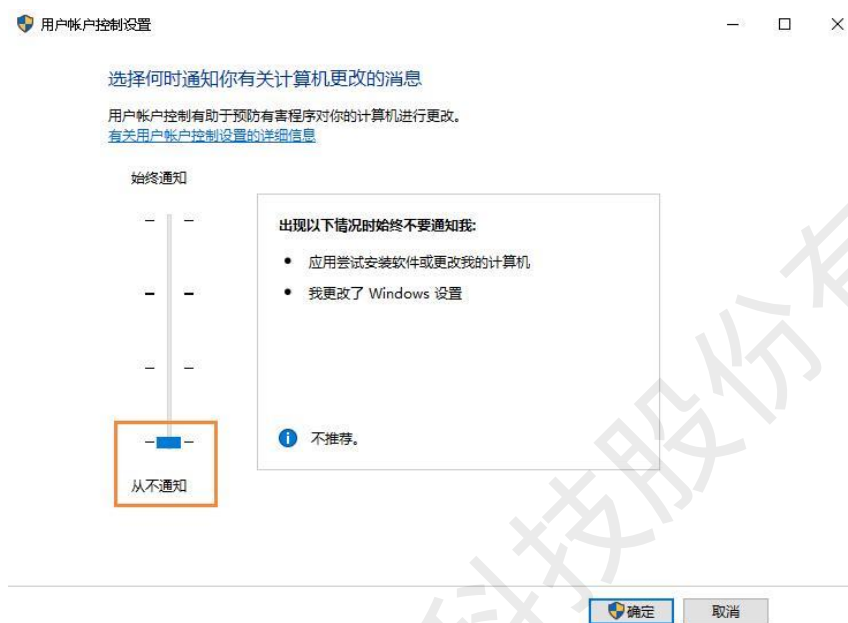 用户帐户控制设置
选择何时通知你有关计算机更改的消息
用户帐户控制有助于预防有害程序对你的计算机进行更改。
有关用户帐户控制设置的详细信息
始终通知
出现以下情况时始终不要通知我:
应用尝试安装软件或更改我的计算机
我更改了 Windows 设置
不推荐。
从不通知
确定
取消
科技股份有